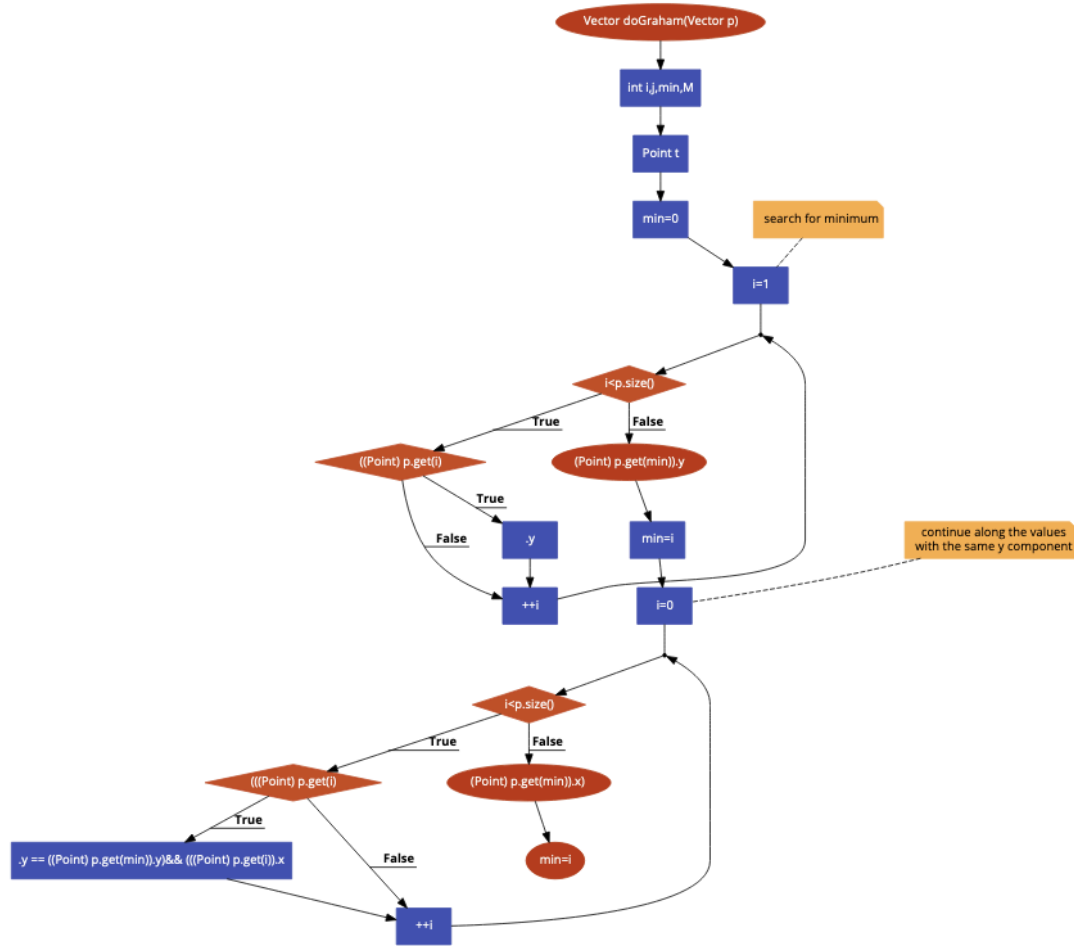 Vector doGraham(Vector p)
int i,j,min,M
Point t
min=0
search for minimum
i=1
i<p.size()
True
False
((Point) p.get(i)
(Point) p.get(min)).y
True
False
.y
min=i
continue along the values
with the same y component
++i
i=0
i<p.size()
True
False
(((Point) p.get(i)
(Point) p.get(min)).x)
True
False
.y == ((Point) p.get(min)).y)&& (((Point) p.get(i)).x
min=i
++i